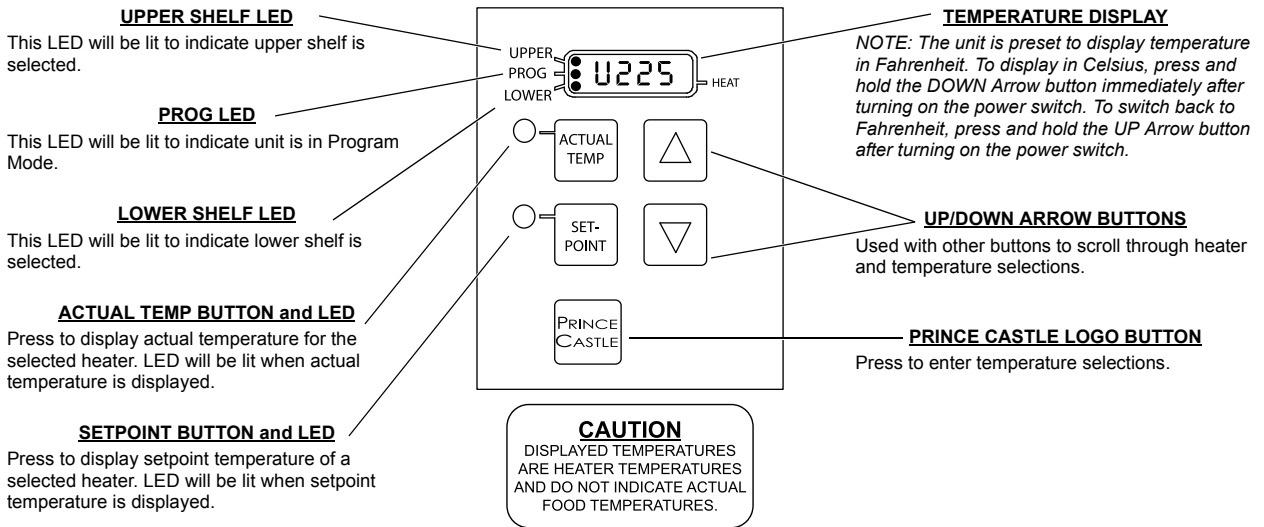 UPPER SHELF LED
This LED will be lit to indicate upper shelf is
selected.
PROG LED
This LED will be lit to indicate unit is in Program
Mode.
LOWER SHELF LED
This LED will be lit to indicate lower shelf is
selected.
ACTUAL TEMP BUTTON and LED
Press to display actual temperature for the
selected heater. LED will be lit when actual
temperature is displayed.
SETPOINT BUTTON and LED
Press to display setpoint temperature of a
selected heater. LED will be lit when setpoint
temperature is displayed.
UPPER
PROG
LOWER
U225
HEAT
ACTUAL
TEMP
SET-
POINT
PRINCE
CASTLE
CAUTION
DISPLAYED TEMPERATURES
ARE HEATER TEMPERATURES
AND DO NOT INDICATE ACTUAL
FOOD TEMPERATURES.
TEMPERATURE DISPLAY
NOTE: The unit is preset to display temperature
in Fahrenheit. To display in Celsius, press and
hold the DOWN Arrow button immediately after
turning on the power switch. To switch back to
Fahrenheit, press and hold the UP Arrow button
after turning on the power switch.
UP/DOWN ARROW BUTTONS
Used with other buttons to scroll through heater
and temperature selections.
PRINCE CASTLE LOGO BUTTON
Press to enter temperature selections.